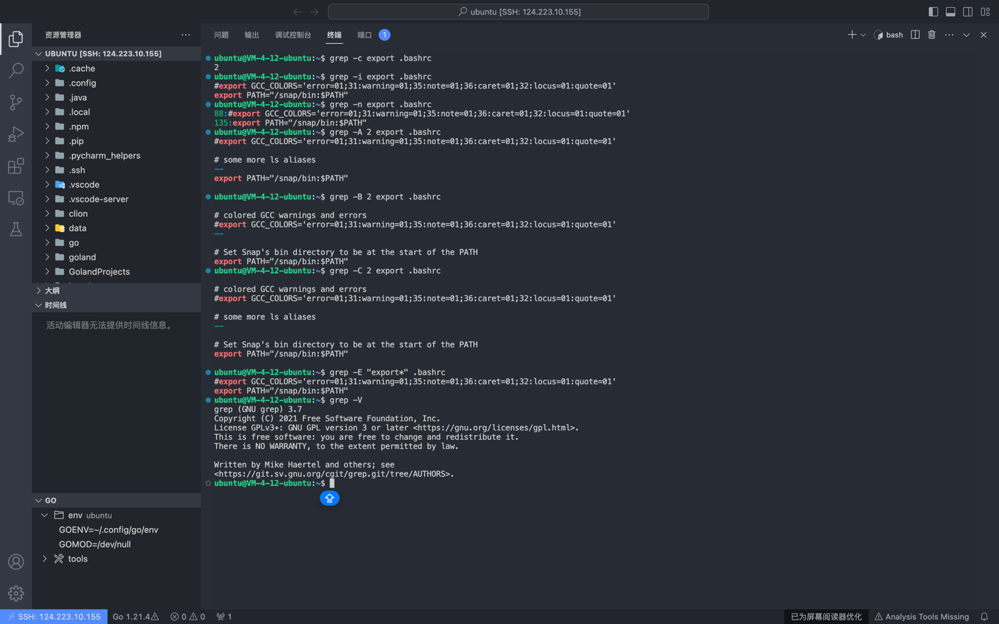 ubuntu [SSH: 124.223.10.155]
资源管理器
UBUNTU [SSH: 124.223.10.155]
.cache
.config
.java
.local
.npm
.pip
.pycharm_helpers
.ssh
.vscode
.vscode-server
clion
data
go
goland
GolandProjects
大纲
时间线
活动编辑器无法提供时间线信息。
GO
env ubuntu
GOENV=~/.config/go/env
GOMOD=/dev/null
tools
问题 输出 调试控制台 终端 端口 1
bash
ubuntu@VM-4-12-ubuntu:~$ grep -c export .bashrc
2
ubuntu@VM-4-12-ubuntu:~$ grep -i export .bashrc
#export GCC_COLORS='error=01;31:warning=01;35:note=01;36:caret=01;32:locus=01:quote=01'
export PATH="/snap/bin:$PATH"
ubuntu@VM-4-12-ubuntu:~$ grep -n export .bashrc
88:#export GCC_COLORS='error=01;31:warning=01;35:note=01;36:caret=01;32:locus=01:quote=01'
135:export PATH="/snap/bin:$PATH"
ubuntu@VM-4-12-ubuntu:~$ grep -A 2 export .bashrc
#export GCC_COLORS='error=01;31:warning=01;35:note=01;36:caret=01;32:locus=01:quote=01'
# some more ls aliases
--
export PATH="/snap/bin:$PATH"
ubuntu@VM-4-12-ubuntu:~$ grep -B 2 export .bashrc
# colored GCC warnings and errors
#export GCC_COLORS='error=01;31:warning=01;35:note=01;36:caret=01;32:locus=01:quote=01'
--
# Set Snap's bin directory to be at the start of the PATH
export PATH="/snap/bin:$PATH"
ubuntu@VM-4-12-ubuntu:~$ grep -C 2 export .bashrc
# colored GCC warnings and errors
#export GCC_COLORS='error=01;31:warning=01;35:note=01;36:caret=01;32:locus=01:quote=01'
# some more ls aliases
--
# Set Snap's bin directory to be at the start of the PATH
export PATH="/snap/bin:$PATH"
ubuntu@VM-4-12-ubuntu:~$ grep -E "export*" .bashrc
#export GCC_COLORS='error=01;31:warning=01;35:note=01;36:caret=01;32:locus=01:quote=01'
export PATH="/snap/bin:$PATH"
ubuntu@VM-4-12-ubuntu:~$ grep -V
grep (GNU grep) 3.7
Copyright (C) 2021 Free Software Foundation, Inc.
License GPLv3+: GNU GPL version 3 or later <https://gnu.org/licenses/gpl.html>.
This is free software: you are free to change and redistribute it.
There is NO WARRANTY, to the extent permitted by law.
Written by Mike Haertel and others; see
<https://git.sv.gnu.org/cgit/grep.git/tree/AUTHORS>.
ubuntu@VM-4-12-ubuntu:~$
SSH: 124.223.10.155 Go 1.21.4 0 0 1 已为屏幕阅读器优化 Analysis Tools Missing